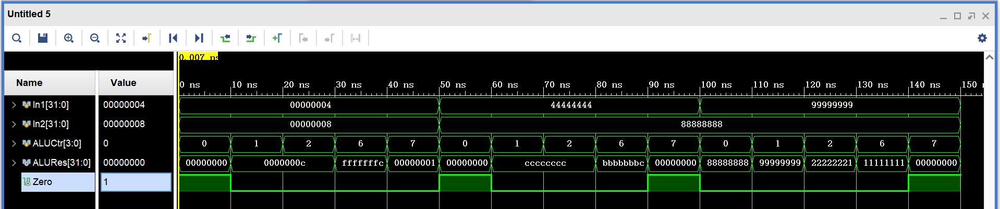 Untitled 5
0.007 ns
0 ns 10 ns 20 ns 30 ns 40 ns 50 ns 60 ns 70 ns 80 ns 90 ns 100 ns 110 ns 120 ns 130 ns 140 ns 150 n
Name Value
In1[31:0] 00000004 00000004 44444444 99999999
In2[31:0] 00000008 00000008 88888888
ALUCtr[3:0] 0 0 1 2 6 7 0 1 2 6 7 0 1 2 6 7
ALURes[31:0] 00000000 00000000 0000000c fffffffc 00000001 00000000 cccccccc bbbbbbbc 00000000 88888888 99999999 22222221 11111111 00000000
Zero 1